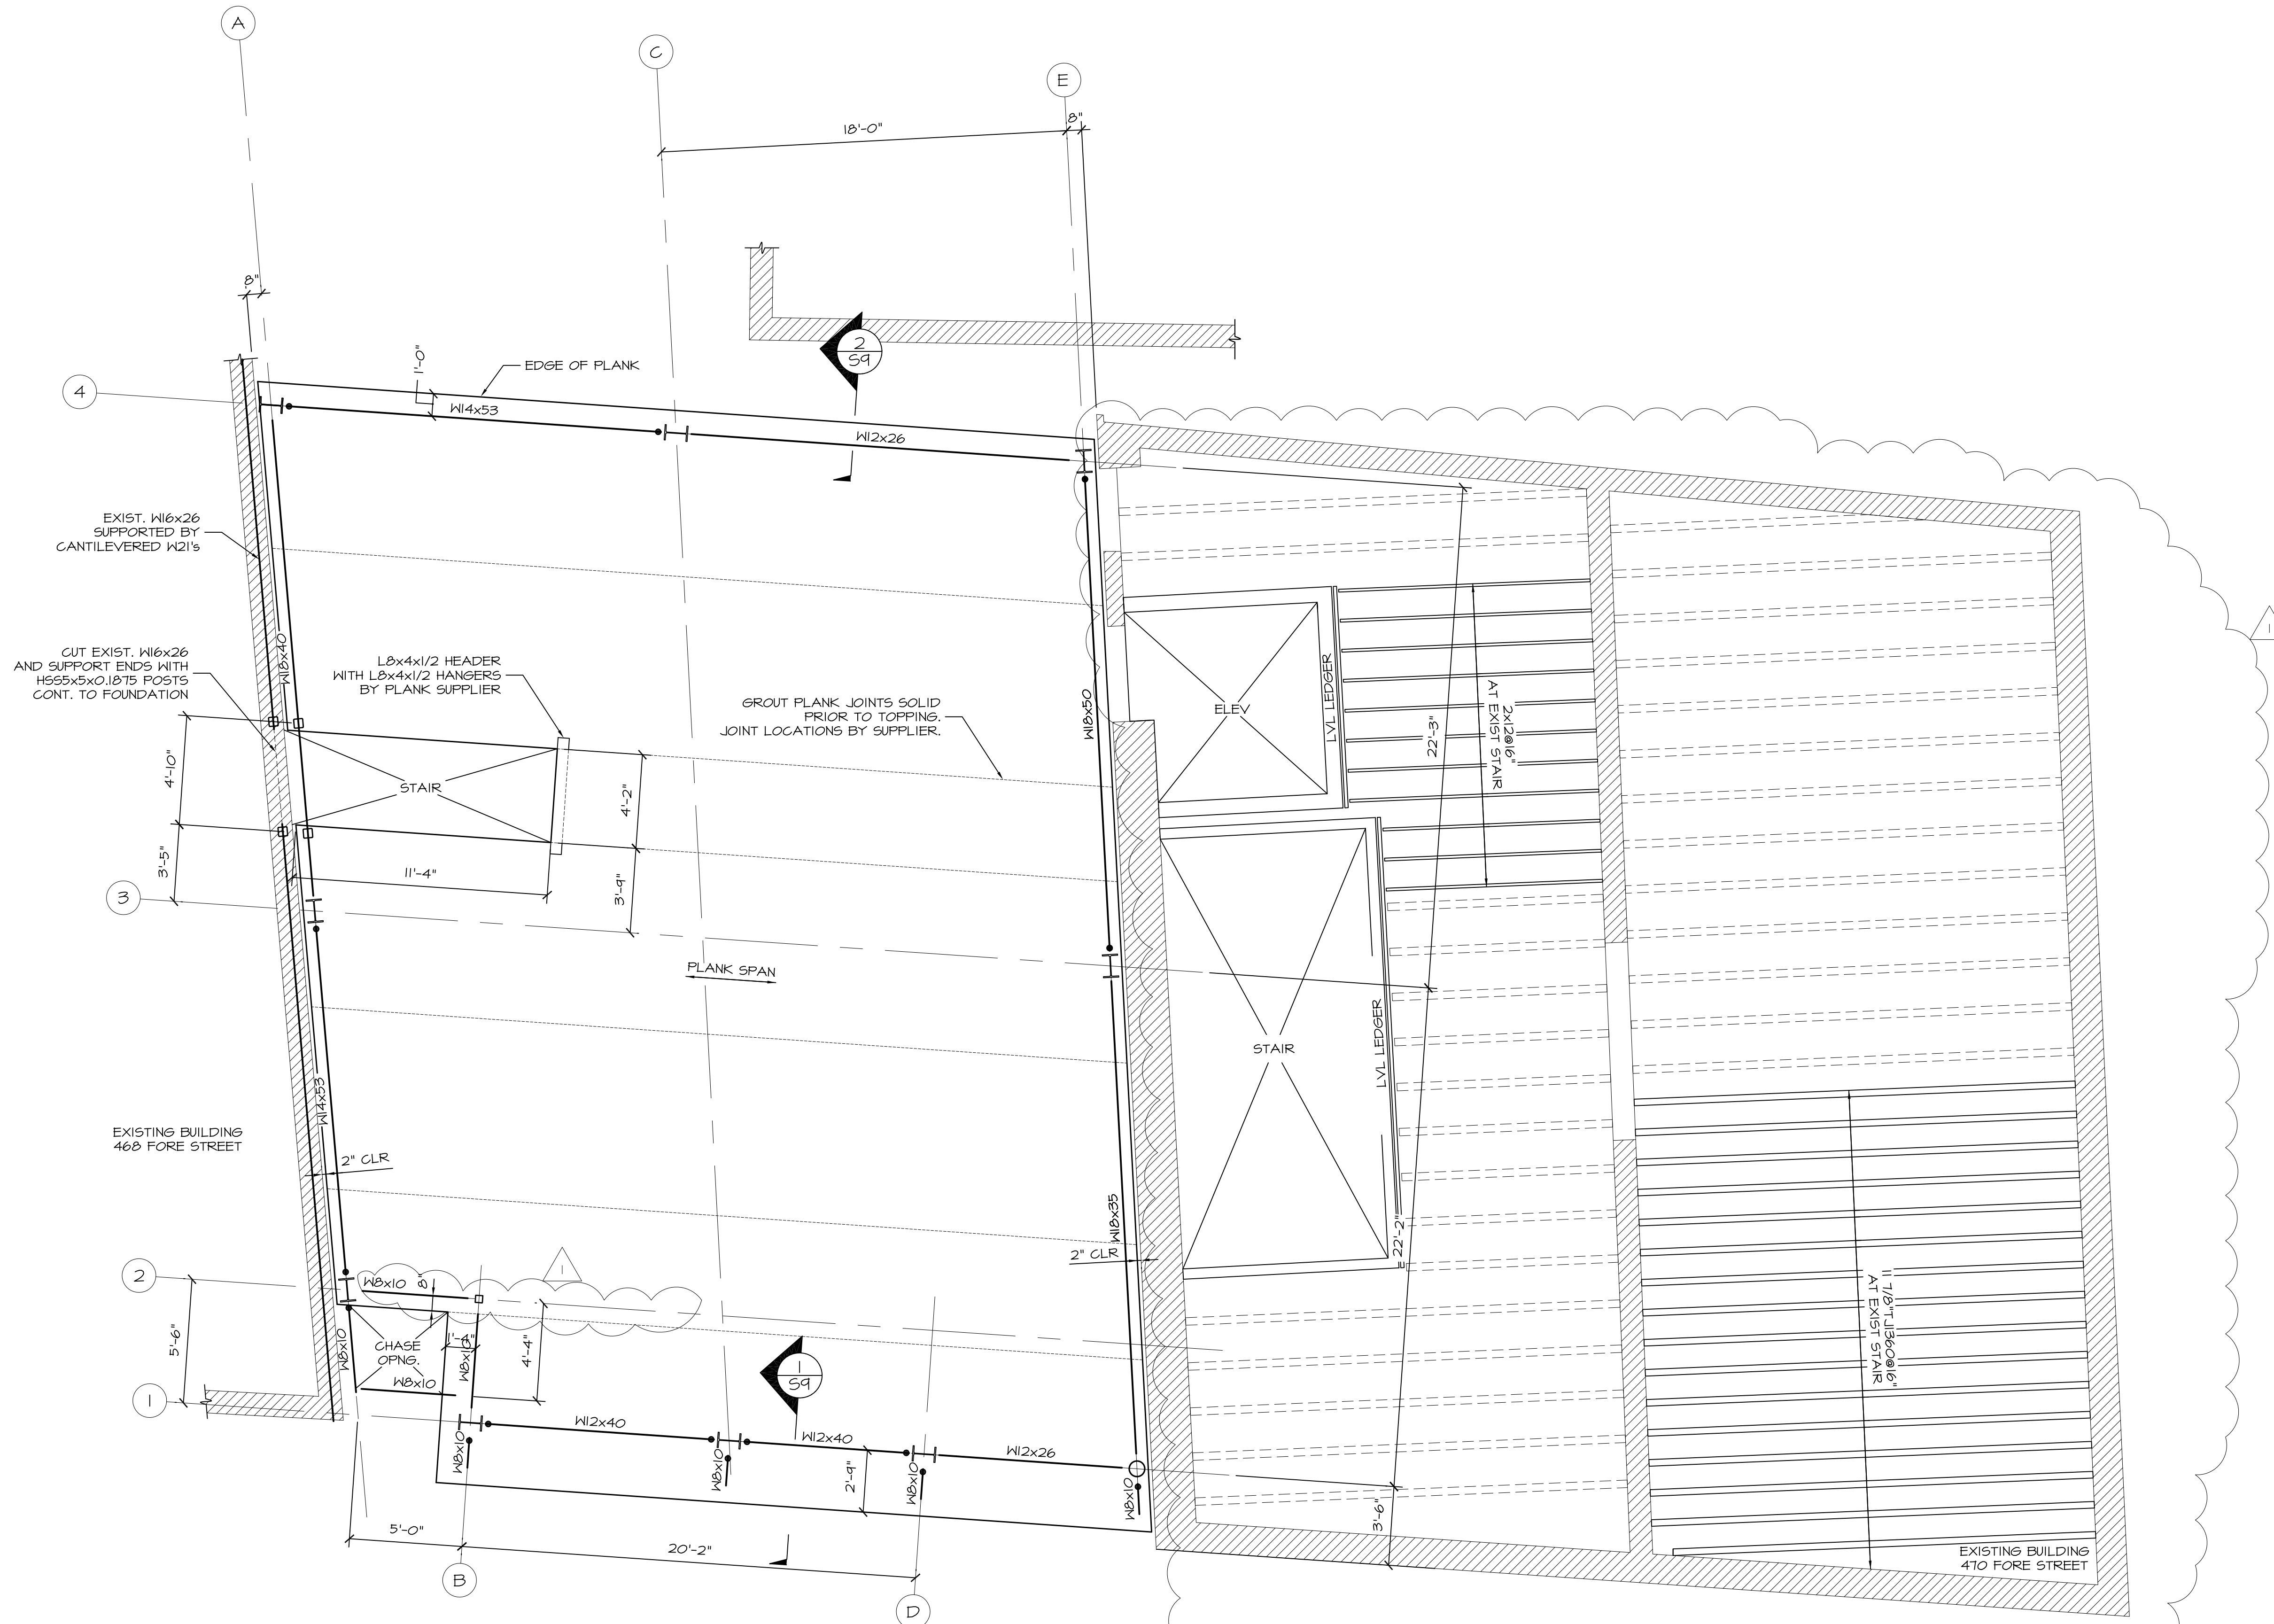 A
C
E
18'-0"
8"
8"
2
S9
1'-0"
EDGE OF PLANK
4
W14x53
W12x26
EXIST. W16x26
SUPPORTED BY
CANTILEVERED W21's
CUT EXIST. W16x26
AND SUPPORT ENDS WITH
HSS5x5x0.1875 POSTS
CONT. TO FOUNDATION
W18x40
L8x4x1/2 HEADER
WITH L8x4x1/2 HANGERS
BY PLANK SUPPLIER
GROUT PLANK JOINTS SOLID
PRIOR TO TOPPING.
JOINT LOCATIONS BY SUPPLIER.
W18x50
ELEV
LVL LEDGER
22'-3"
2x12@16"
AT EXIST STAIR
1
4'-10"
STAIR
4'-2"
3'-5"
11'-4"
3'-9"
3
PLANK SPAN
STAIR
LVL LEDGER
W14x53
EXISTING BUILDING
468 FORE STREET
2" CLR
W18x35
2" CLR
22'-2"
2
W8x10
8"
1
5'-6"
W8x10
CHASE
OPNG.
1'-4"
W8x10
4'-4"
W8x10
1
S9
11 7/8"TJI360@16"
AT EXIST STAIR
1
W12x40
W12x40
W12x26
W8x10
W8x10
W8x10
W8x10
2'-9"
3'-6"
5'-0"
20'-2"
B
D
EXISTING BUILDING
470 FORE STREET